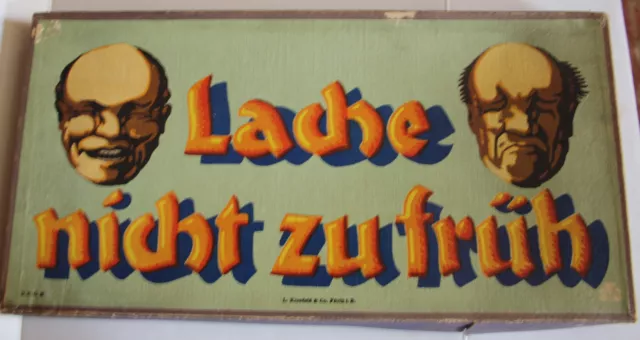 Lache
nicht zu früh